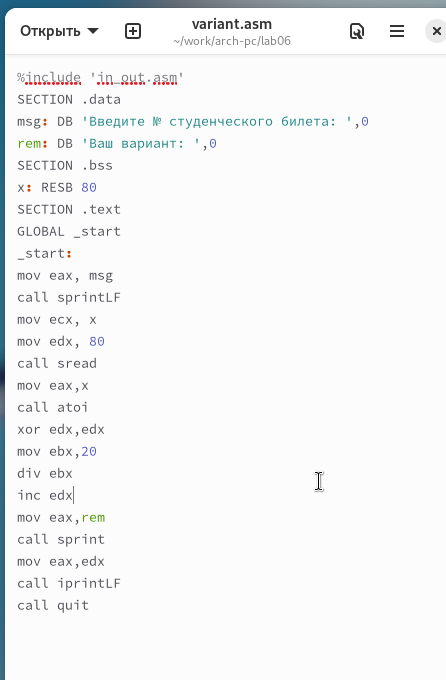 Открыть
variant.asm
~/work/arch-pc/lab06
%include 'in_out.asm'
SECTION .data
msg: DB 'Введите № студенческого билета: ',0
rem: DB 'Ваш вариант: ',0
SECTION .bss
x: RESB 80
SECTION .text
GLOBAL _start
_start:
mov eax, msg
call sprintLF
mov ecx, x
mov edx, 80
call sread
mov eax,x
call atoi
xor edx,edx
mov ebx,20
div ebx
inc edx
mov eax,rem
call sprint
mov eax,edx
call iprintLF
call quit